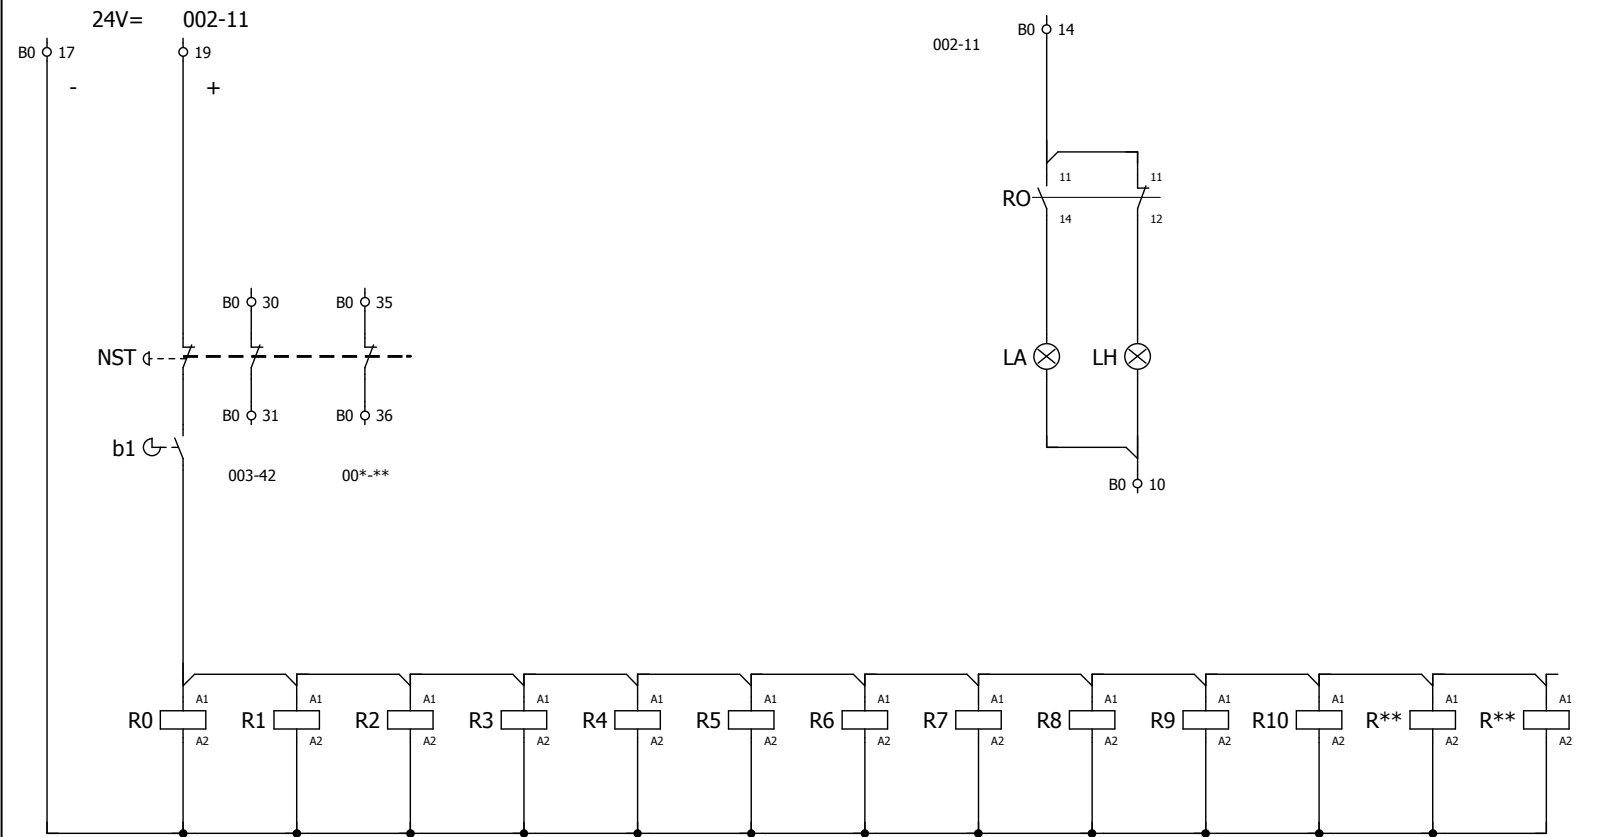 24V= 002-11
B0 17 19
- +
B0 14
002-11
11 11
RO
14 12
B0 30 B0 35
NST
LA LH
B0 31 B0 36
b1
003-42 00*-**
B0 10
A1 A1 A1 A1 A1 A1 A1 A1 A1 A1 A1 A1 A1
R0 R1 R2 R3 R4 R5 R6 R7 R8 R9 R10 R** R**
A2 A2 A2 A2 A2 A2 A2 A2 A2 A2 A2 A2 A2